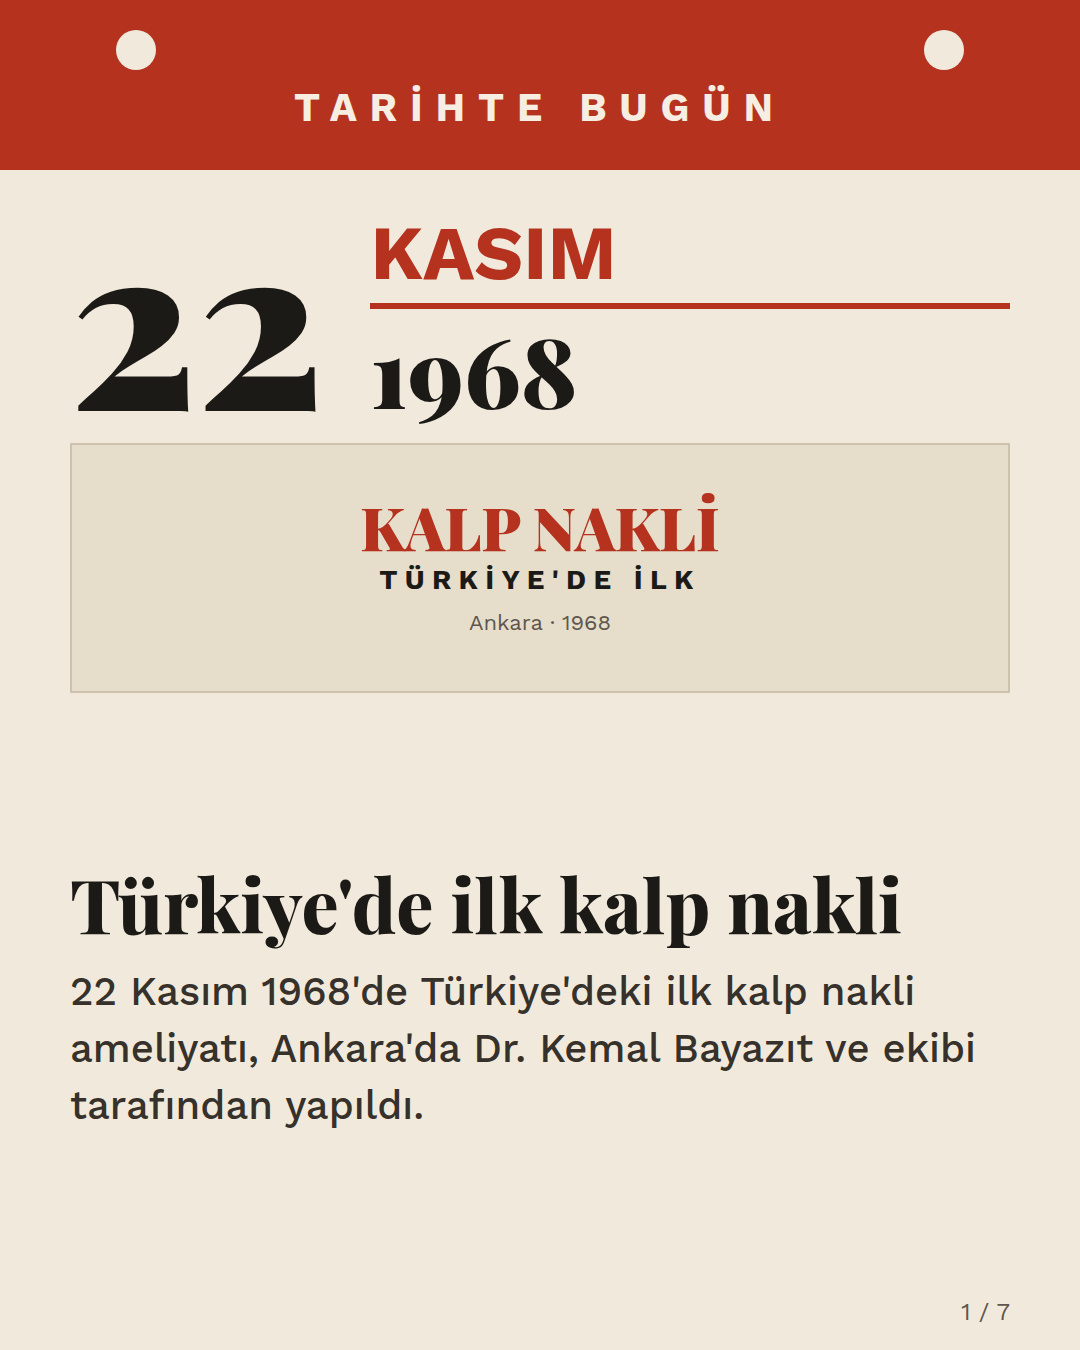 TARİHTE BUGÜN
22
KASIM
1968
KALP NAKLİ
TÜRKİYE'DE İLK
Ankara · 1968
Türkiye'de ilk kalp nakli
22 Kasım 1968'de Türkiye'deki ilk kalp nakli
ameliyatı, Ankara'da Dr. Kemal Bayazıt ve ekibi
tarafından yapıldı.
1 / 7